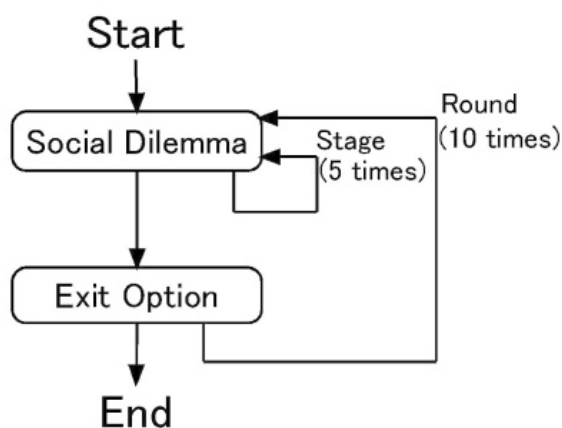 Start
Social Dilemma
Stage
(5 times)
Round
(10 times)
Exit Option
End